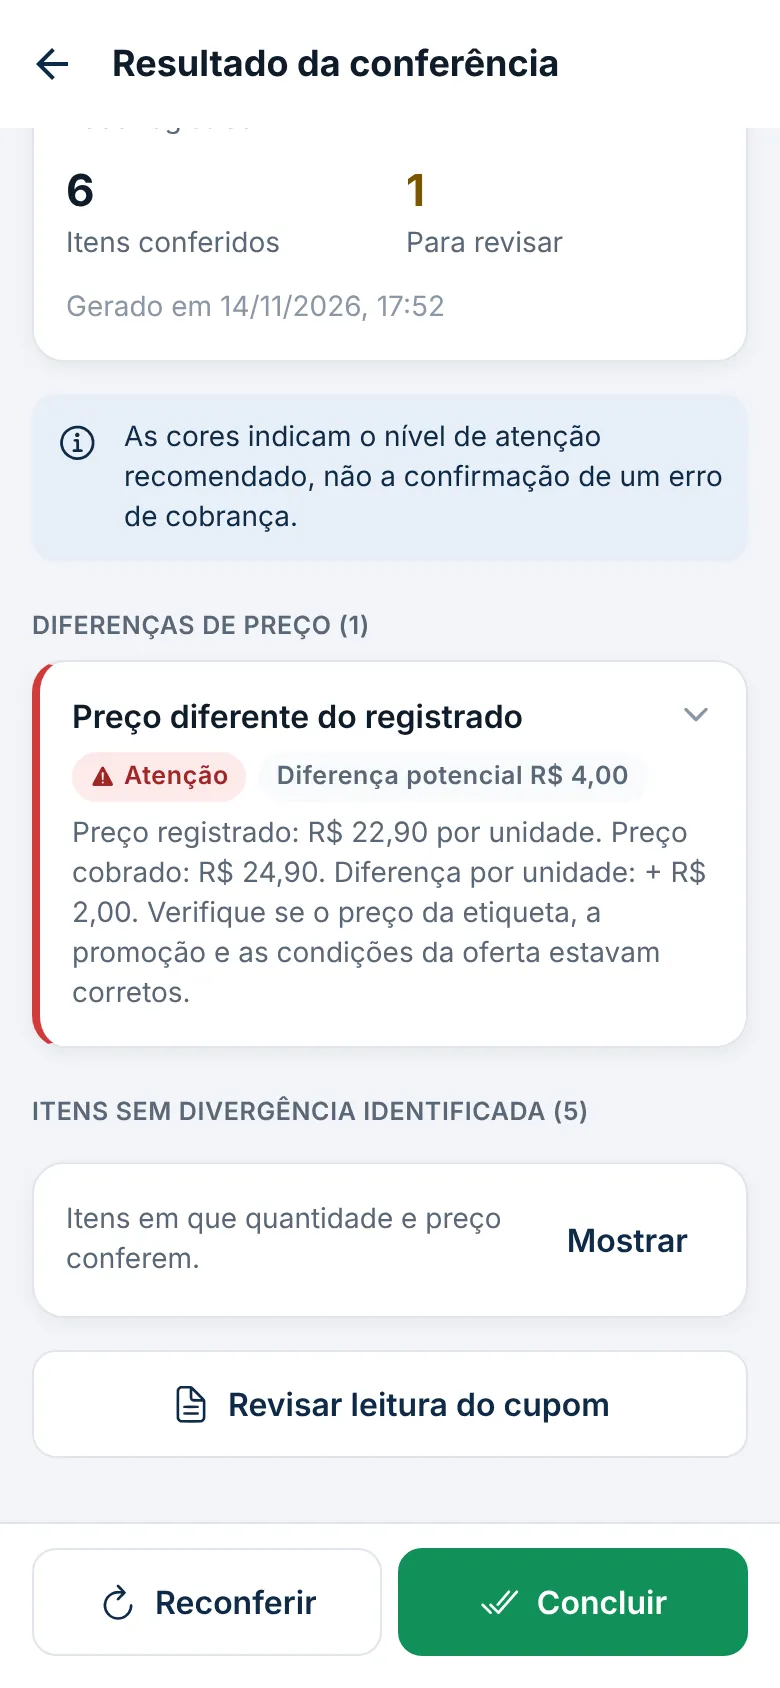 Resultado da conferência
6
Itens conferidos
1
Para revisar
Gerado em 14/11/2026, 17:52
As cores indicam o nível de atenção
recomendado, não a confirmação de um erro
de cobrança.
DIFERENÇAS DE PREÇO (1)
Preço diferente do registrado
Atenção
Diferença potencial R$ 4,00
Preço registrado: R$ 22,90 por unidade. Preço
cobrado: R$ 24,90. Diferença por unidade: + R$
2,00. Verifique se o preço da etiqueta, a
promoção e as condições da oferta estavam
corretos.
ITENS SEM DIVERGÊNCIA IDENTIFICADA (5)
Itens em que quantidade e preço
conferem.
Mostrar
Revisar leitura do cupom
Reconferir
Concluir